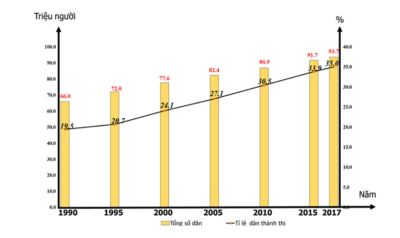 Triệu người %
100.0 40.0
90.0 35.0
80.0 30.0
70.0 25.0
60.0 20.0
50.0 15.0
40.0 10.0
30.0 5.0
20.0 0.0
10.0
0.0
66.0 72.0 77.6 82.4 86.9 91.7 93.7
19.5 20.7 24.1 27.1 30.5 33.9 35.0
Năm
1990 1995 2000 2005 2010 2015 2017
Tổng số dân Tỉ lệ dân thành thị